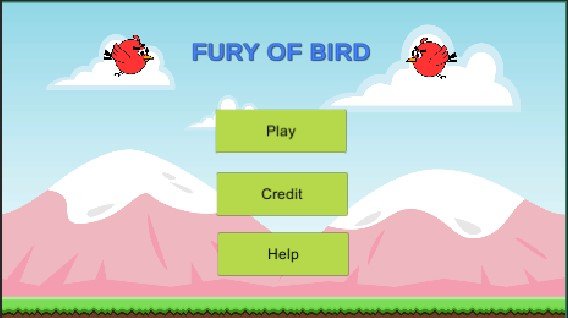 FURY OF BIRD
Play
Credit
Help